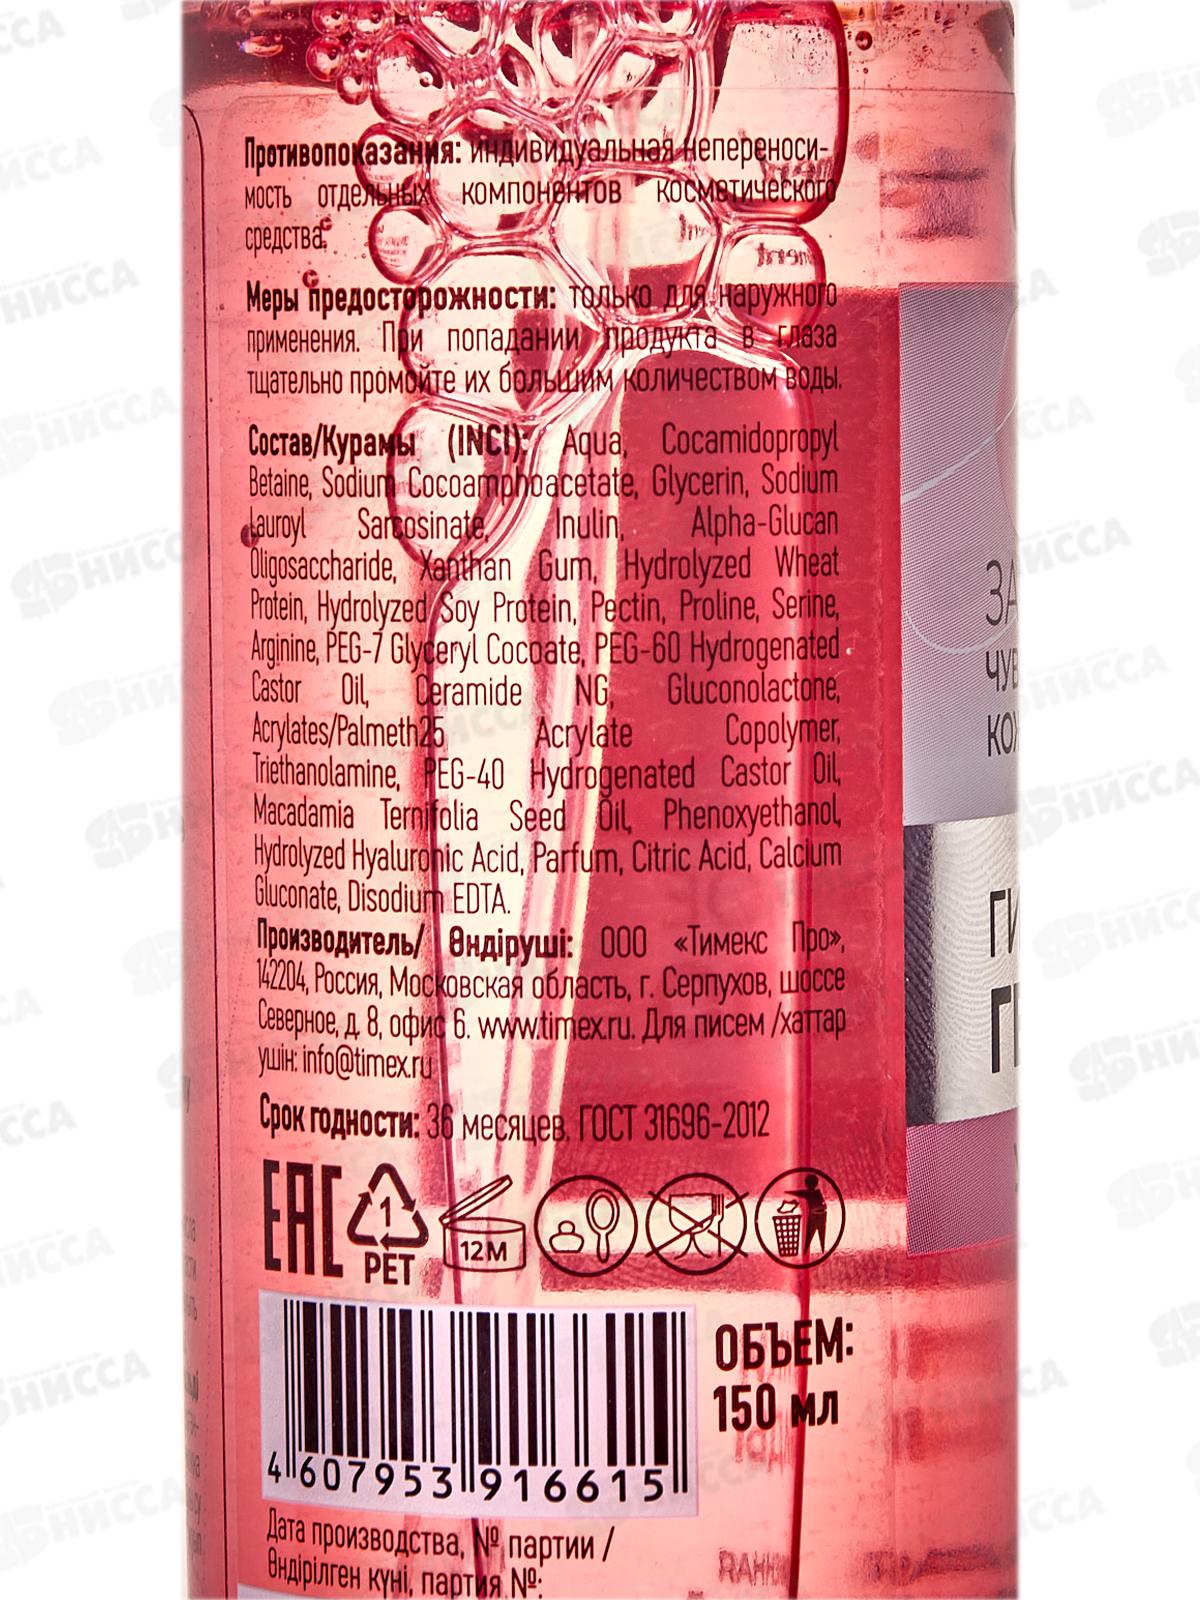 Противопоказания: индивидуальная непереноси-
мость отдельных компонентов косметического
средства.
Меры предосторожности: только для наружного
применения. При попадании продукта в глаза
тщательно промойте их большим количеством воды.
Состав/Курамы (INCI): Aqua, Cocamidopropyl
Betaine, Sodium Cocoamphoacetate, Glycerin, Sodium
Lauroyl Sarcosinate, Inulin, Alpha-Glucan
Oligosaccharide, Xanthan Gum, Hydrolyzed Wheat
Protein, Hydrolyzed Soy Protein, Pectin, Proline, Serine,
Arginine, PEG-7 Glyceryl Cocoate, PEG-60 Hydrogenated
Castor Oil, Ceramide NG, Gluconolactone,
Acrylates/Palmeth25 Acrylate Copolymer,
Triethanolamine, PEG-40 Hydrogenated Castor Oil,
Macadamia Ternifolia Seed Oil, Phenoxyethanol,
Hydrolyzed Hyaluronic Acid, Parfum, Citric Acid, Calcium
Gluconate, Disodium EDTA.
Производитель/ Өндіруші: ООО «Тимекс Про»,
142204, Россия, Московская область, г. Серпухов, шоссе
Северное, д. 8, офис 6. www.timex.ru. Для писем /хаттар
үшін: info@timex.ru
Срок годности: 36 месяцев. ГОСТ 31696-2012
EAC 1 PET 12M
ОБЪЕМ:
150 мл
4 607953 916615
Дата производства, № партии /
Өндірілген күні, партия №:
ЗА
ЧУВ
КОЖ
ГИ
НИССА